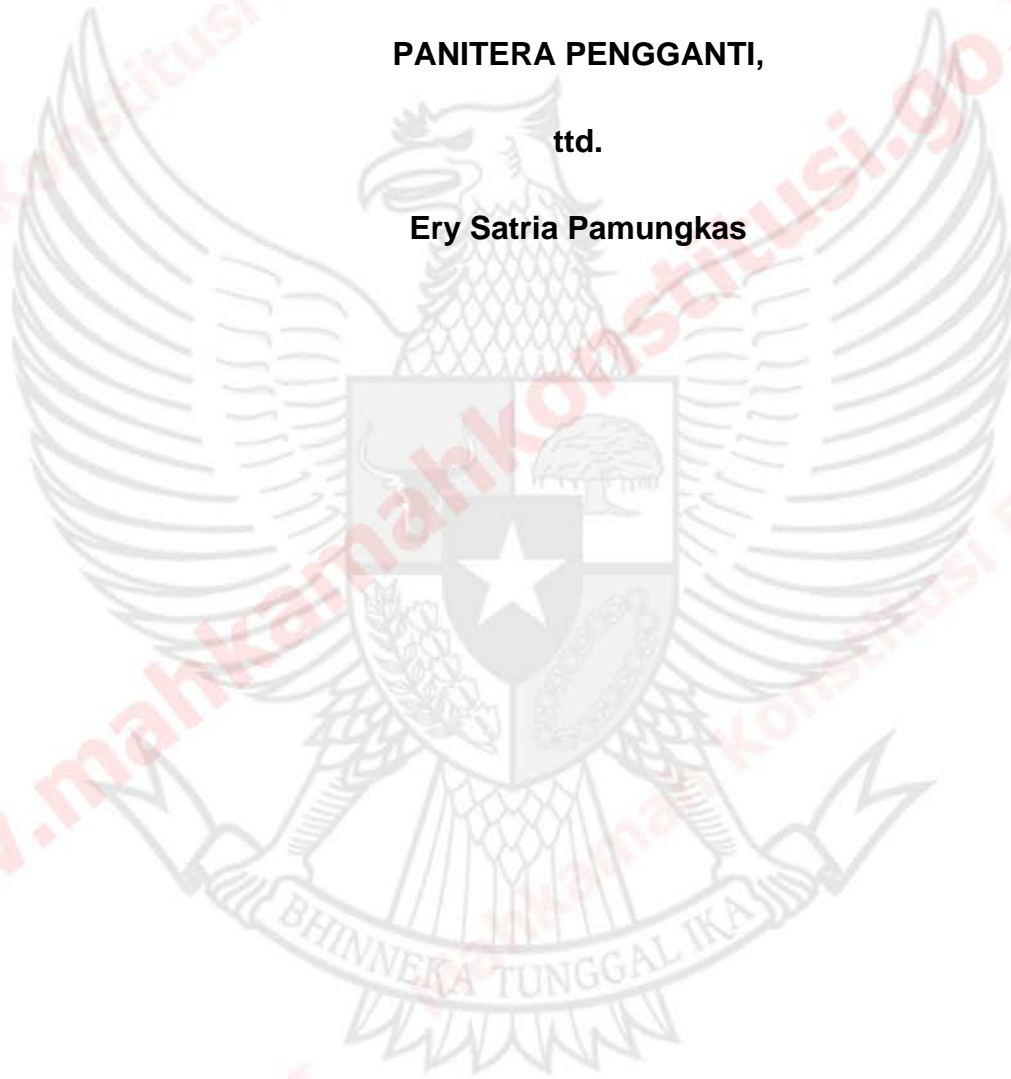 PANITERA PENGGANTI,
ttd.
Ery Satria Pamungkas
BHINNEKA TUNGGAL IKA